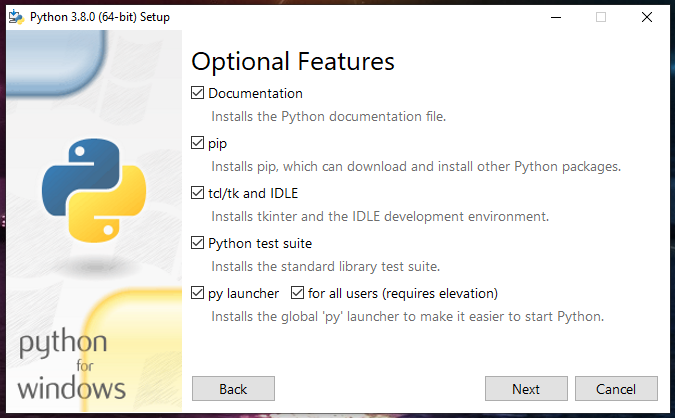 Python 3.8.0 (64-bit) Setup
Optional Features
Documentation
Installs the Python documentation file.
pip
Installs pip, which can download and install other Python packages.
tcl/tk and IDLE
Installs tkinter and the IDLE development environment.
Python test suite
Installs the standard library test suite.
py launcher for all users (requires elevation)
Installs the global 'py' launcher to make it easier to start Python.
python
for
windows
Back Next Cancel